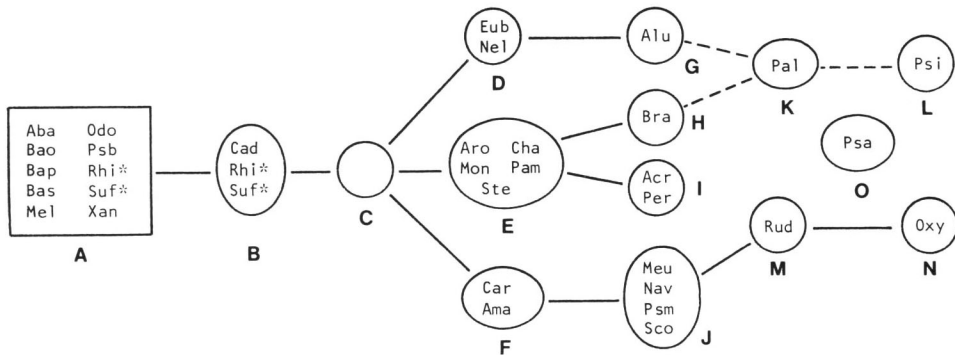 Aba Odo
Bao Psb
Bap Rhi*
Bas Suf*
Mel Xan
A
Cad
Rhi*
Suf*
B
C
Eub
Nel
D
Aro Cha
Mon Pam
Ste
E
Car
Ama
F
Alu
G
Bra
H
Acr
Per
I
Meu
Nav
Psm
Sco
J
Pal
K
Psi
L
Psa
O
Rud
M
Oxy
N